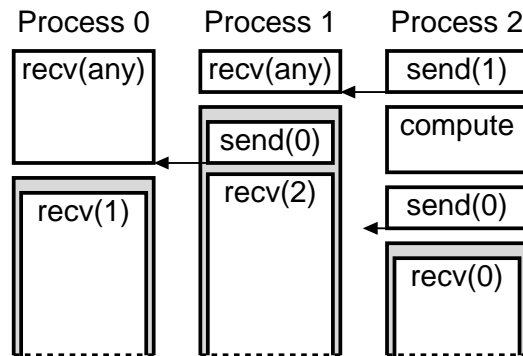 Process 0 Process 1 Process 2
recv(any) recv(any) send(1)
compute
send(0)
recv(2)
recv(1) send(0)
recv(0)